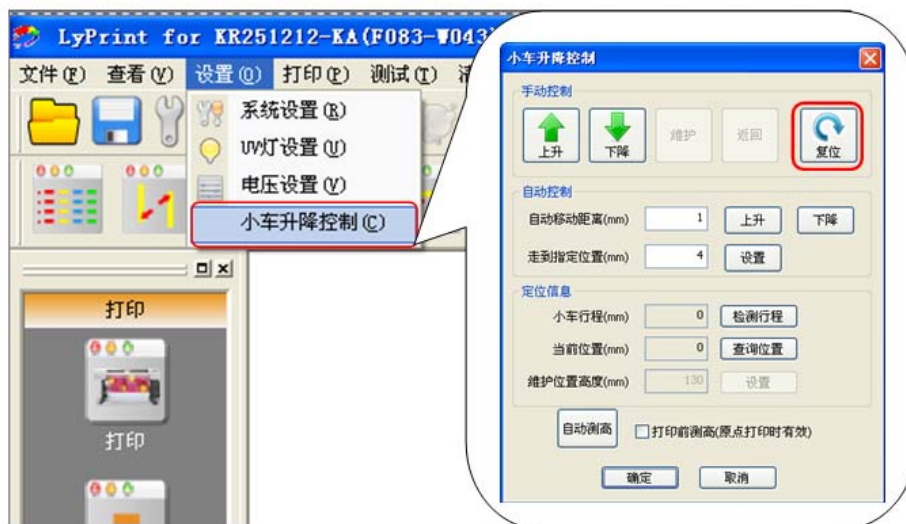 LyPrint for KR251212-KA(F083-W043
文件(F) 查看(V) 设置(O) 打印(P) 测试(T)
系统设置(R)
UV灯设置(U)
电压设置(V)
小车升降控制(C)
打印
打印
小车升降控制
手动控制
上升 下降 维护 返回 复位
自动控制
自动移动距离(mm) 1 上升 下降
走到指定位置(mm) 4 设置
定位信息
小车行程(mm) 0 检测行程
当前位置(mm) 0 查询位置
维护位置高度(mm) 130 设置
自动测高 打印前测高(原点打印时有效)
确定 取消